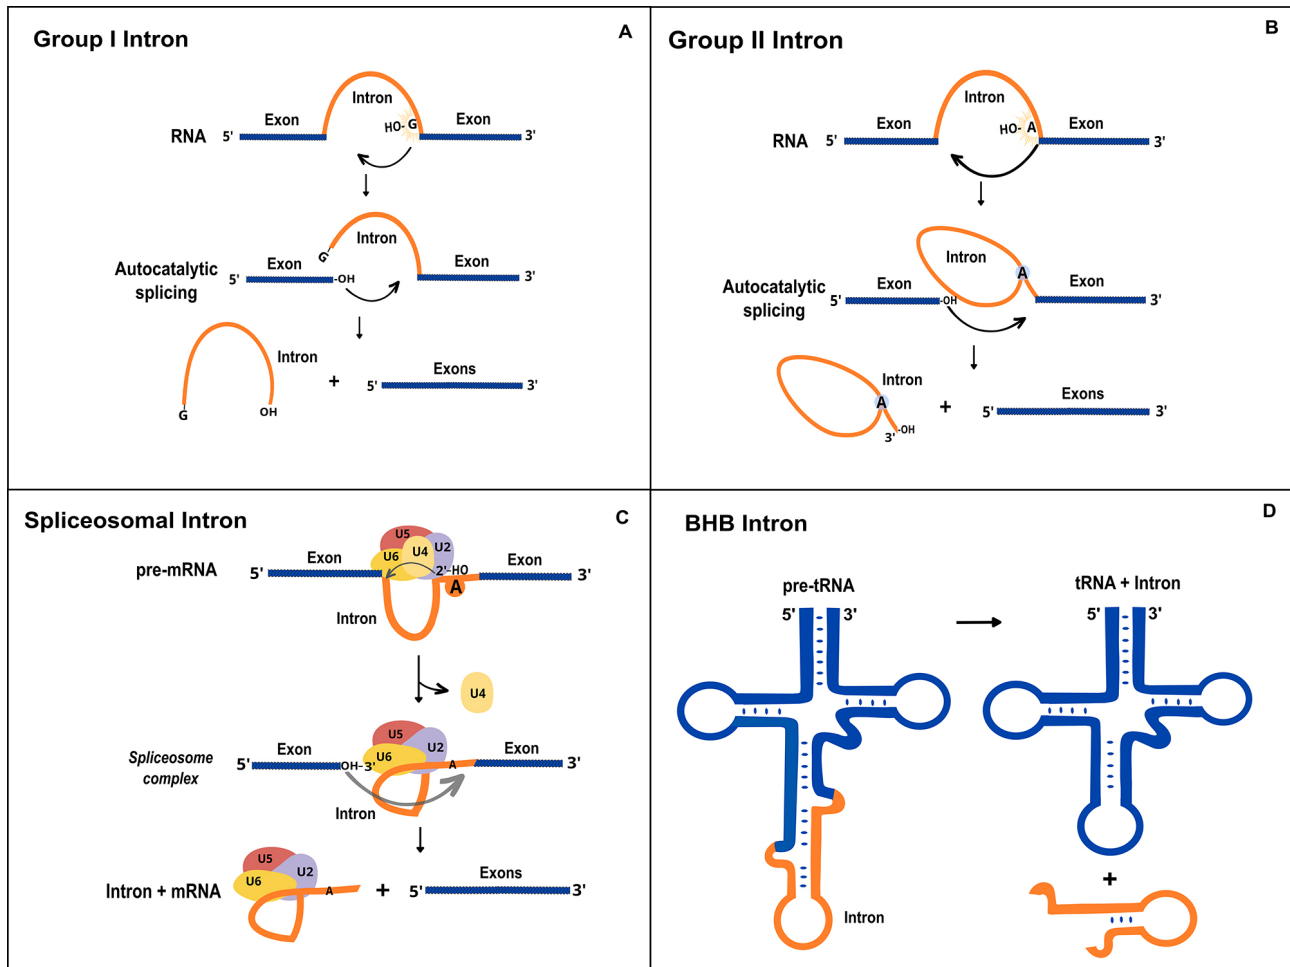 Group I Intron
A
Intron
Exon
HO-
G
Exon
RNA
5'
3'
Intron
G
Exon
-OH
Exon
Autocatalytic
splicing
5'
3'
Intron
+
Exons
5'
3'
G
OH
Group II Intron
B
Intron
Exon
HO-
A
Exon
RNA
5'
3'
Intron
A
Exon
-OH
Exon
Autocatalytic
splicing
5'
3'
Intron
A
3'
-OH
+
Exons
5'
3'
Spliceosomal Intron
C
U5
U6
U4
U2
Exon
2'-HO
Exon
pre-mRNA
5'
3'
A
Intron
U4
U5
U2
U6
Exon
OH-3'
A
Exon
Spliceosome
complex
5'
3'
Intron
U5
U2
U6
A
Intron + mRNA
+
Exons
5'
3'
BHB Intron
D
pre-tRNA
5'
3'
Intron
tRNA + Intron
5'
3'
+